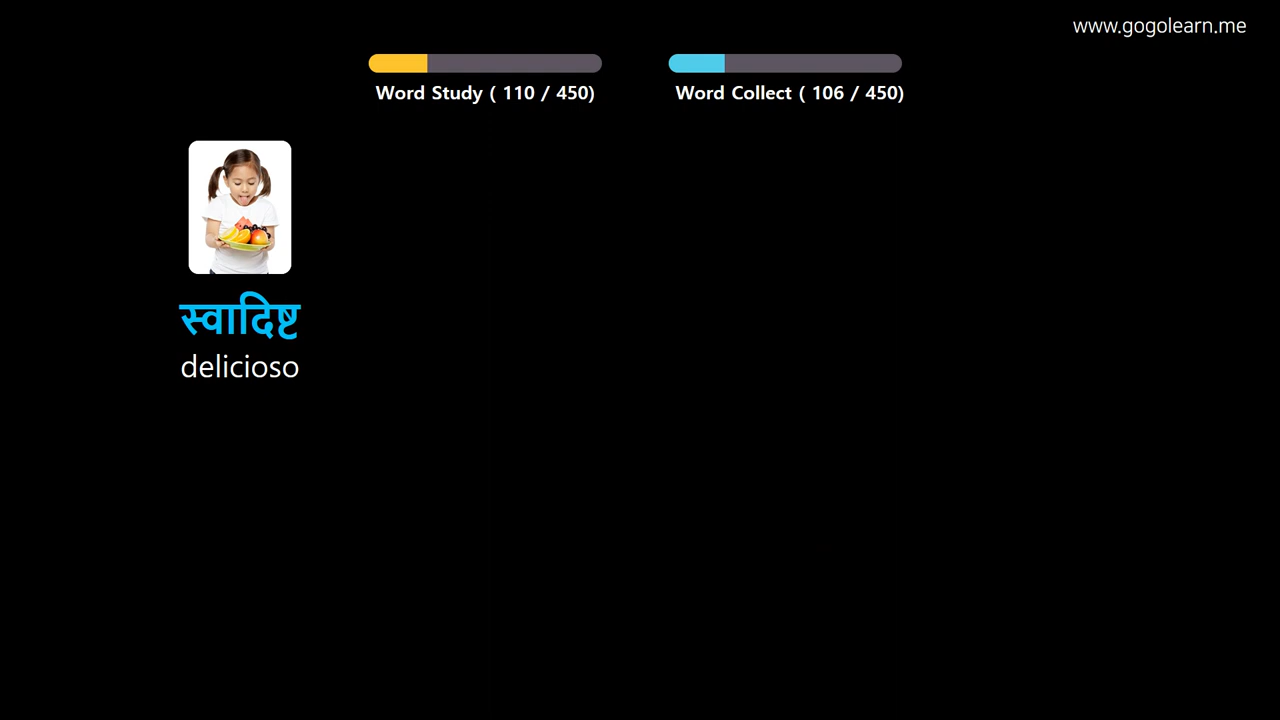 www.gogolearn.me
Word Study ( 110 / 450)
Word Collect ( 106 / 450)
स्वादिष्ट
delicioso